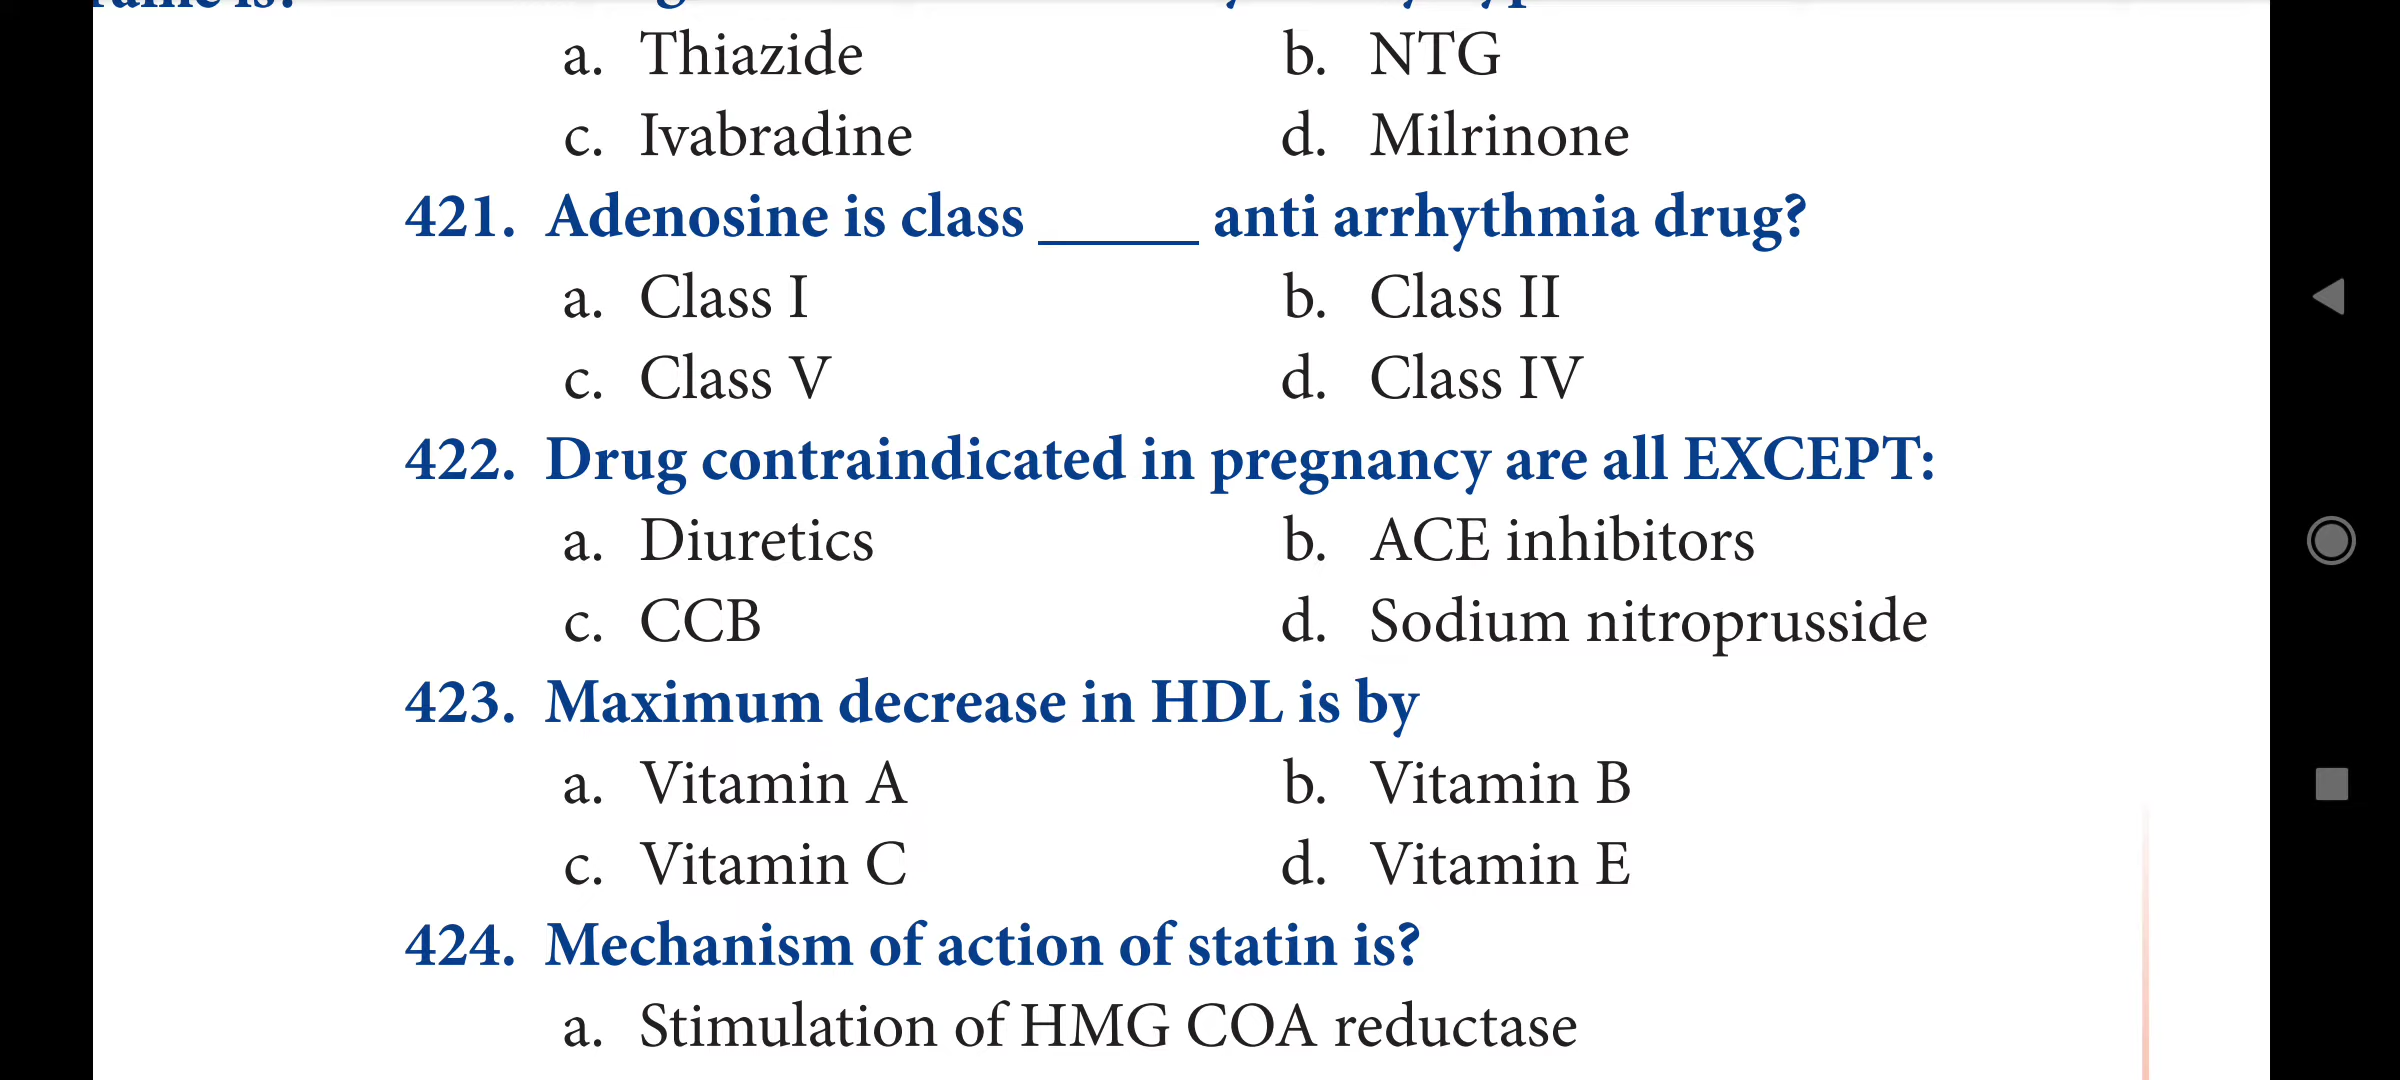 a. Thiazide b. NTG
c. Ivabradine d. Milrinone
421. Adenosine is class _____ anti arrhythmia drug?
a. Class I b. Class II
c. Class V d. Class IV
422. Drug contraindicated in pregnancy are all EXCEPT:
a. Diuretics b. ACE inhibitors
c. CCB d. Sodium nitroprusside
423. Maximum decrease in HDL is by
a. Vitamin A b. Vitamin B
c. Vitamin C d. Vitamin E
424. Mechanism of action of statin is?
a. Stimulation of HMG COA reductase